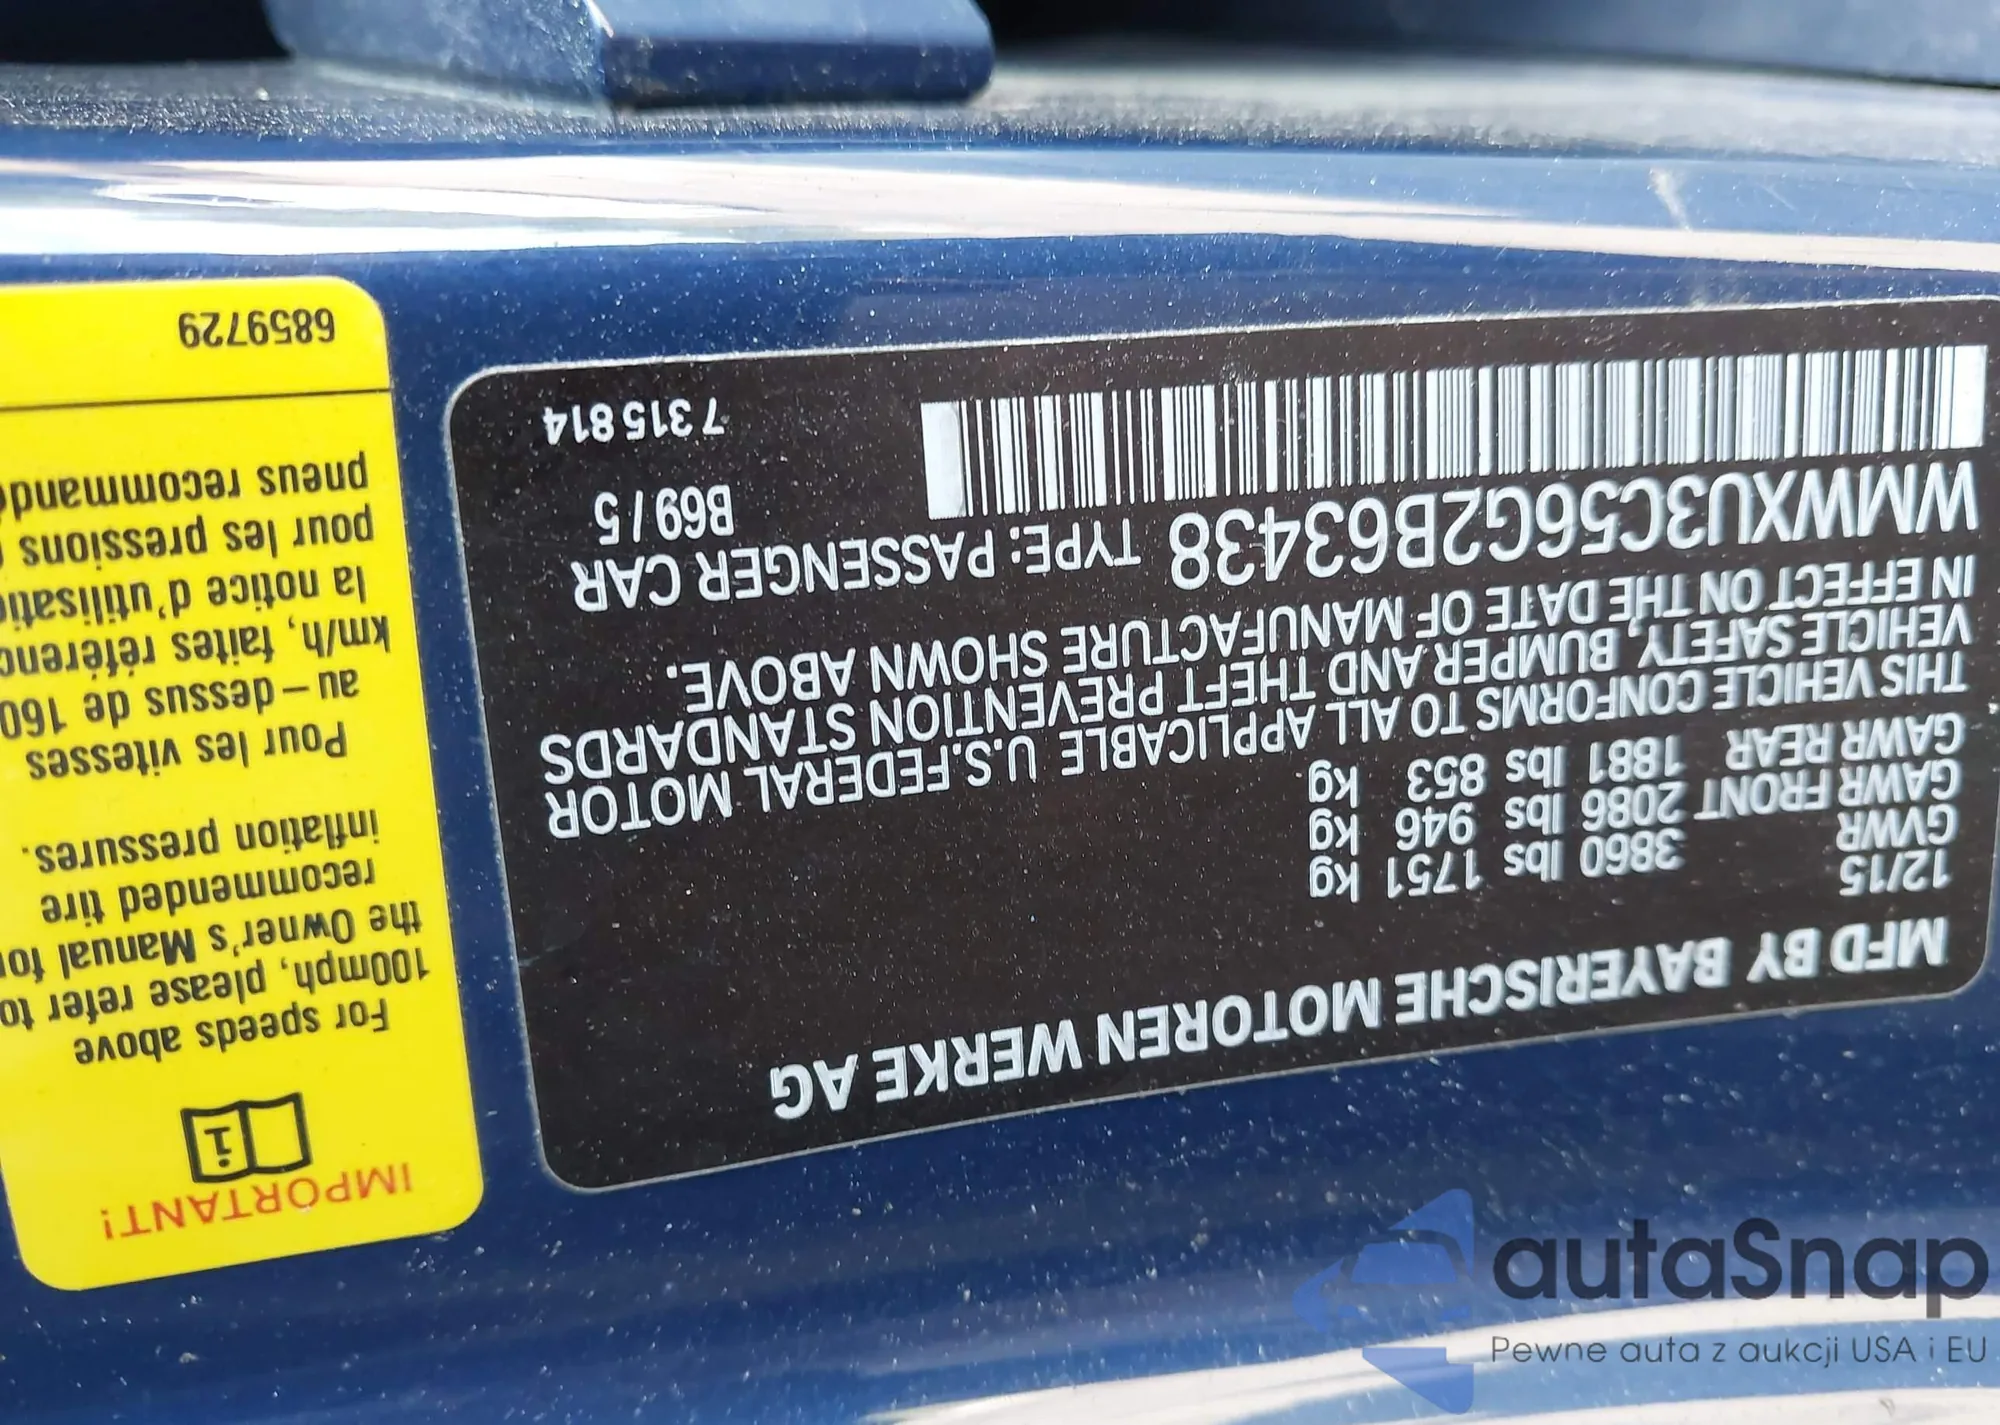 MFD BY BAYERISCHE MOTOREN WERKE AG
12/15
GVWR 3860 lbs 1751 kg
GAWR FRONT 2086 lbs 946 kg
GAWR REAR 1881 lbs 853 kg
THIS VEHICLE CONFORMS TO ALL APPLICABLE U.S.FEDERAL MOTOR
VEHICLE SAFETY, BUMPER AND THEFT PREVENTION STANDARDS
IN EFFECT ON THE DATE OF MANUFACTURE SHOWN ABOVE.
WMWXU3C56G2B63438 TYPE: PASSENGER CAR
B69 / 5
7 315 814
IMPORTANT!
i
For speeds above
100mph, please refer to
the Owner's Manual for
recommended tire
inflation pressures.
Pour les vitesses
au-dessus de 160
km/h, faites
la notice
pour les pressions
pneus
6859729
autaSnap
Pewne auta z aukcji USA i EU